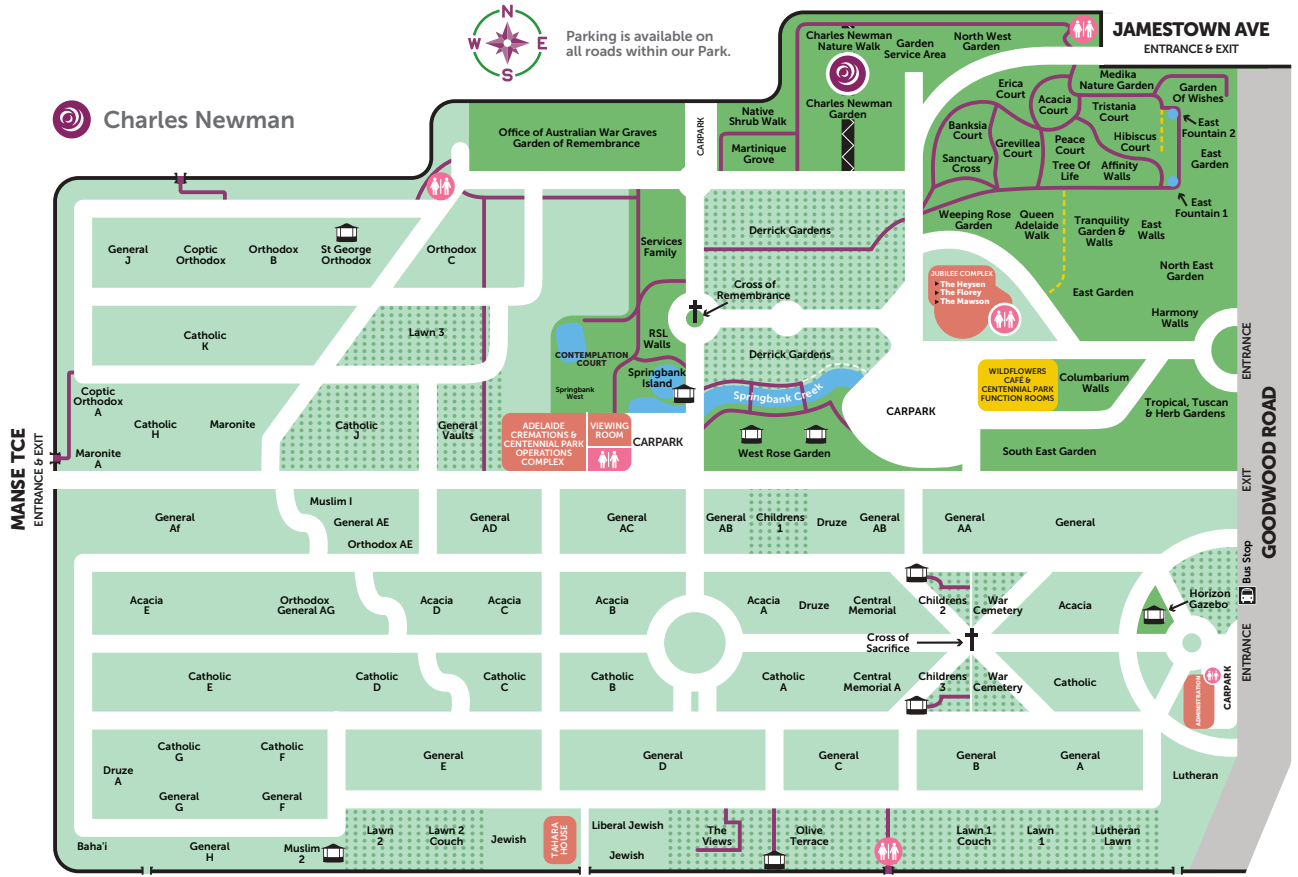 N
W
E
S
Parking is available on
all roads within our Park.
Charles Newman
JAMESTOWN AVE
ENTRANCE & EXIT
Charles Newman
Nature Walk
Garden
Service Area
North West
Garden
Charles Newman
Garden
Native
Shrub Walk
Martinique
Grove
CARPARK
Office of Australian War Graves
Garden of Remembrance
Erica
Court
Acacia
Court
Medika
Nature Garden
Garden
Of Wishes
Tristania
Court
East
Fountain 2
Banksia
Court
Grevillea
Court
Peace
Court
Hibiscus
Court
East
Garden
Sanctuary
Cross
Tree Of
Life
Affinity
Walls
East
Fountain 1
Weeping Rose
Garden
Queen
Adelaide
Walk
Tranquility
Garden &
Walls
East
Walls
North East
Garden
East Garden
Harmony
Walls
JUBILEE COMPLEX
The Heysen
The Florey
The Mawson
General
J
Coptic
Orthodox
Orthodox
B
St George
Orthodox
Orthodox
C
Services
Family
Derrick Gardens
Cross of
Remembrance
Catholic
K
Lawn 3
RSL
Walls
CONTEMPLATION
COURT
Springbank
Island
Springbank
West
Derrick Gardens
Springbank Creek
CARPARK
WILDFLOWERS
CAFÉ &
CENTENNIAL PARK
FUNCTION ROOMS
Columbarium
Walls
Tropical, Tuscan
& Herb Gardens
ENTRANCE
Coptic
Orthodox
A
Catholic
H
Maronite
Catholic
J
General
Vaults
ADELAIDE
CREMATIONS &
CENTENNIAL PARK
OPERATIONS
COMPLEX
VIEWING
ROOM
CARPARK
West Rose Garden
South East Garden
Maronite
A
MANSE TCE
ENTRANCE & EXIT
EXIT
GOODWOOD ROAD
General
Af
Muslim I
General AE
Orthodox AE
General
AD
General
AC
General
AB
Childrens
1
Druze
General
AB
General
AA
General
Bus Stop
Acacia
E
Orthodox
General AG
Acacia
D
Acacia
C
Acacia
B
Acacia
A
Druze
Central
Memorial
Childrens
2
War
Cemetery
Acacia
Horizon
Gazebo
Cross of
Sacrifice
ENTRANCE
Catholic
E
Catholic
D
Catholic
C
Catholic
B
Catholic
A
Central
Memorial A
Childrens
3
War
Cemetery
Catholic
ADMINISTRATION
CARPARK
Druze
A
Catholic
G
Catholic
F
General
G
General
F
General
E
General
D
General
C
General
B
General
A
Lutheran
Baha'i
General
H
Muslim
2
Lawn
2
Lawn 2
Couch
Jewish
TAHARA
HOUSE
Liberal Jewish
Jewish
The
Views
Olive
Terrace
Lawn 1
Couch
Lawn
1
Lutheran
Lawn